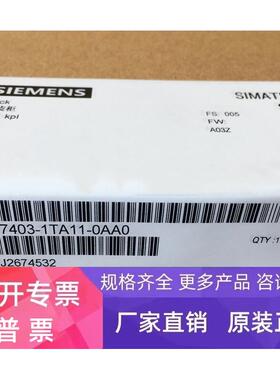 SIEMENS
SIMATI
ck
FS: 005
kpl
FW:
A03Z
7403-1TA11-0AA0
QTY:1
J2674532
开专票
普票
规格齐全 更多产品 咨询
厂家直销 原装正